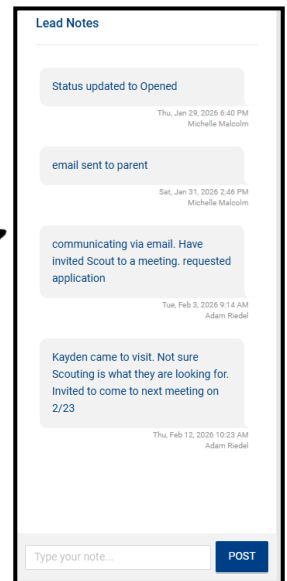 Lead Notes
Status updated to Opened
Thu, Jan 29, 2026 6:40 PM
Michelle Malcolm
email sent to parent
Sat, Jan 31, 2026 2:46 PM
Michelle Malcolm
communicating via email. Have
invited Scout to a meeting. requested
application
Tue, Feb 3, 2026 9:14 AM
Adam Riedel
Kayden came to visit. Not sure
Scouting is what they are looking for.
Invited to come to next meeting on
2/23
Thu, Feb 12, 2026 10:23 AM
Adam Riedel
Type your note...
POST